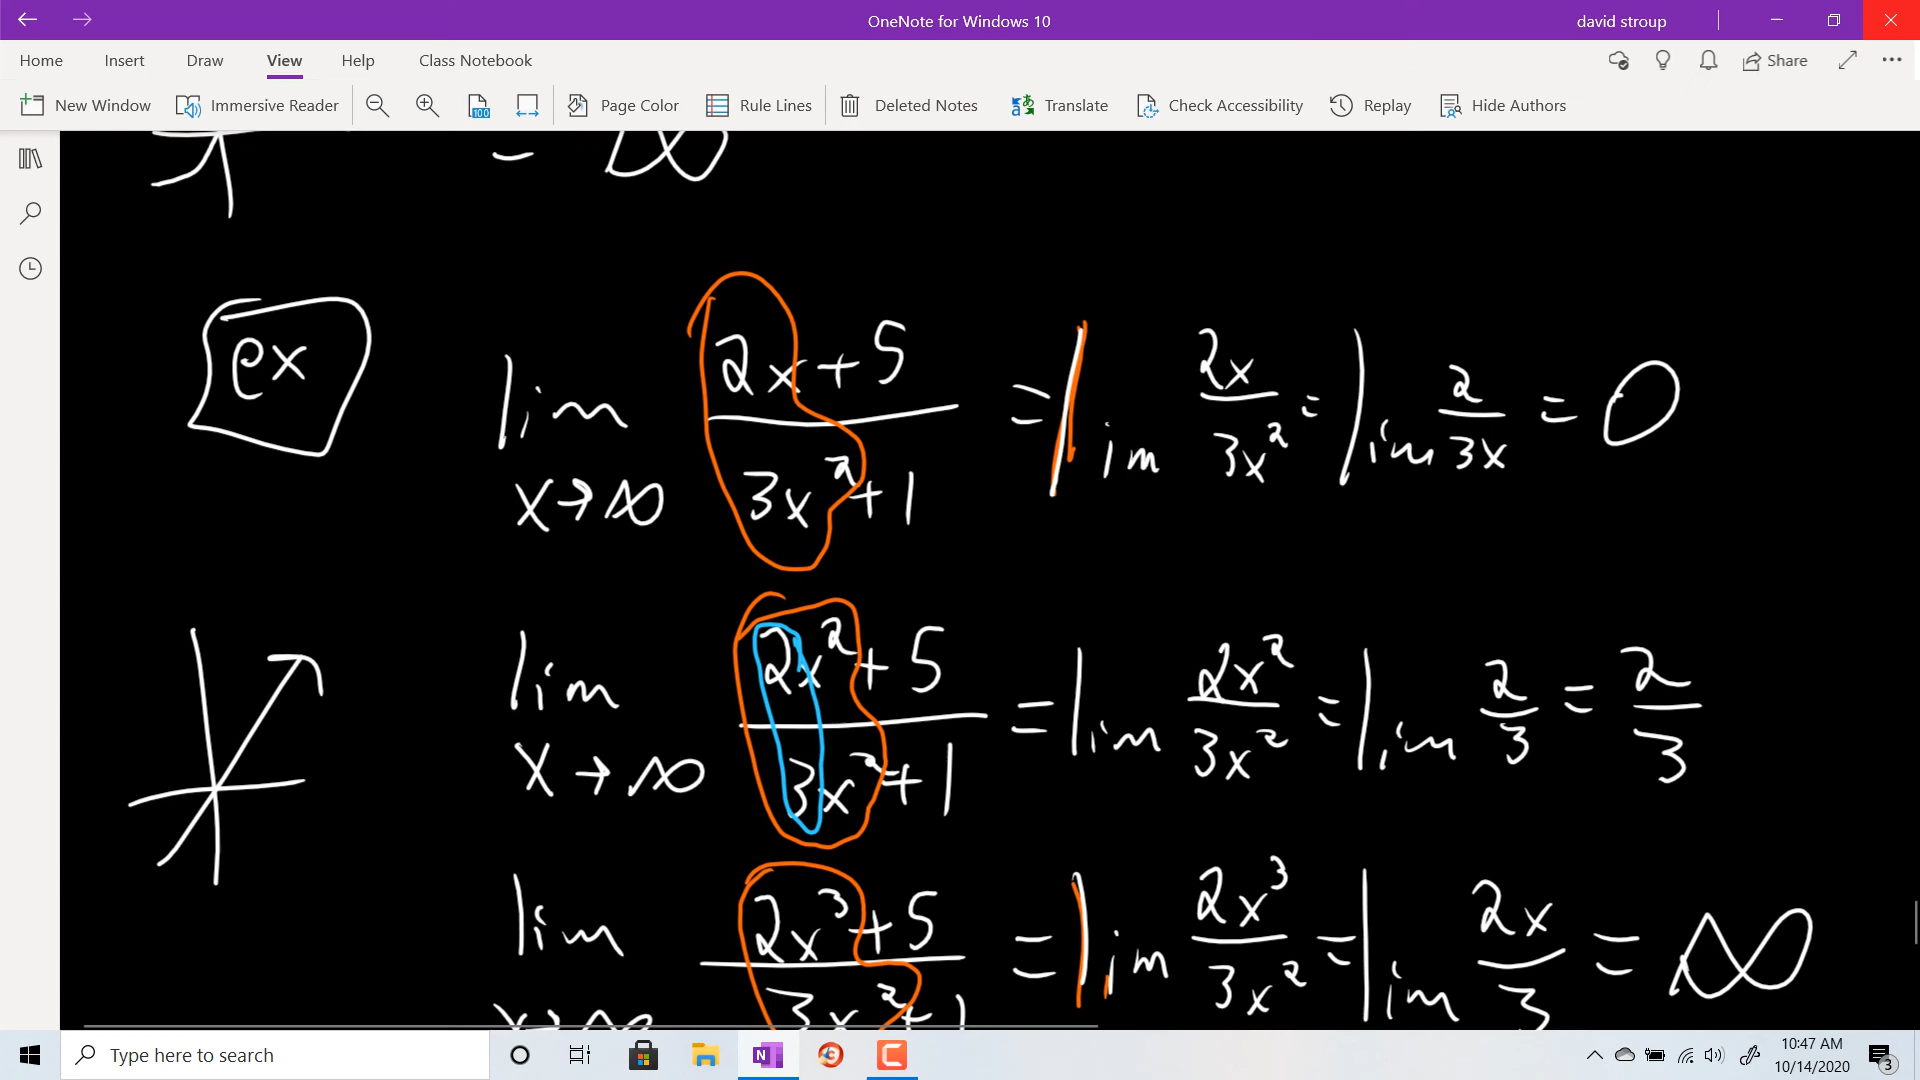 OneNote for Windows 10
david stroup
Home Insert Draw View Help Class Notebook
Share
New Window Immersive Reader 100 Page Color Rule Lines Deleted Notes Translate Check Accessibility Replay Hide Authors
= ∞
ex
lim x→∞ (2x+5)/(3x²+1) = lim 2x/3x² = lim 2/3x = 0
lim x→∞ (2x²+5)/(3x²+1) = lim 2x²/3x² = lim 2/3 = 2/3
lim x→∞ (2x³+5)/(3x²+1) = lim 2x³/3x² = lim 2x/3 = ∞
Type here to search
N
C
10:47 AM
10/14/2020
3